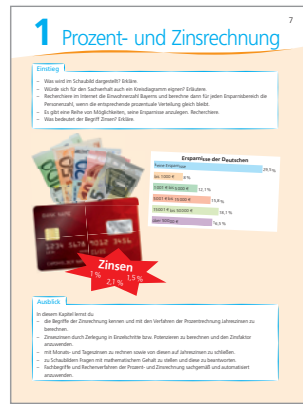 7
1 Prozent- und Zinsrechnung
Einstieg
– Was wird im Schaubild dargestellt? Erkläre.
– Würde sich für den Sachverhalt auch ein Kreisdiagramm eignen? Erläutere.
– Recherchiere im Internet die Einwohnerzahl Bayerns und berechne dann für jeden Ersparnisbereich die
Personenzahl, wenn die entsprechende prozentuale Verteilung gleich bleibt.
– Es gibt eine Reihe von Möglichkeiten, seine Ersparnisse anzulegen. Recherchiere.
– Was bedeutet der Begriff Zinsen? Erkläre.
Ersparnisse der Deutschen
keine Ersparnisse
29,9 %
bis 1000 € 6 %
1001 € bis 5000 € 12,1 %
5001 € bis 10 000 € 15,8 %
10 001 € bis 50 000 €
über 50 000 €
1234 5678 9012 3456
Zinsen
1 % 2,1 % 1,5 %
Ausblick
In diesem Kapitel lernst du
– die Begriffe der Zinsrechnung kennen und mit den Verfahren der Prozentrechnung Jahreszinsen zu
berechnen.
– Zinseszinsen durch Zerlegung in Einzelschritte bzw. Potenzieren zu berechnen und den Zinsfaktor
anzuwenden.
– mit Monats- und Tageszinsen zu rechnen sowie von diesen auf Jahreszinsen zu schließen.
– zu Schaubildern Fragen mit mathematischem Gehalt zu stellen und diese zu beantworten.
– Fachbegriffe und Rechenverfahren der Prozent- und Zinsrechnung sachgemäß und automatisiert
anzuwenden.